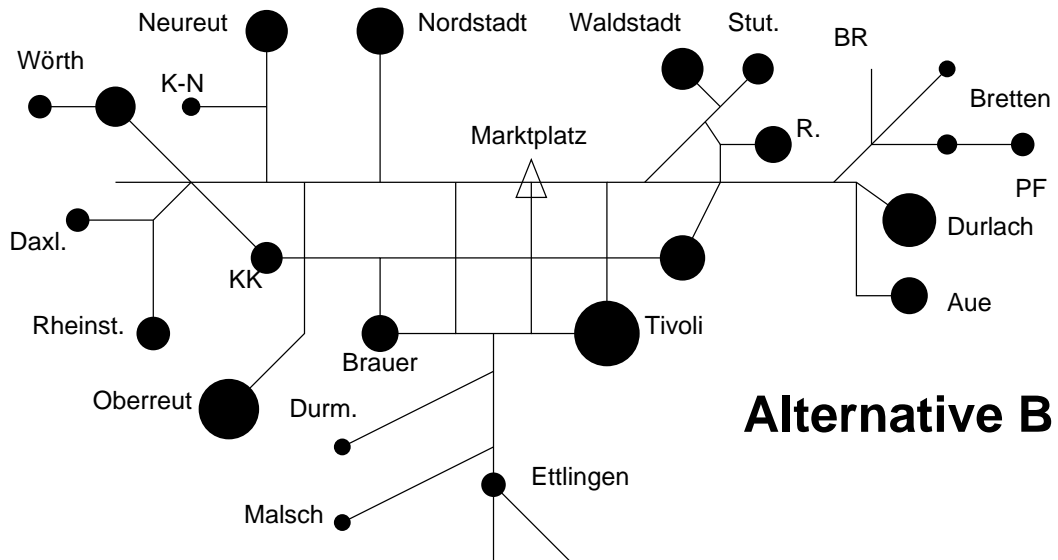 Neureut
Nordstadt
Waldstadt
Stut.
BR
Wörth
K-N
Bretten
Marktplatz
R.
PF
Daxl.
Durlach
KK
Aue
Rheinst.
Tivoli
Brauer
Oberreut
Durm.
Alternative B
Ettlingen
Malsch